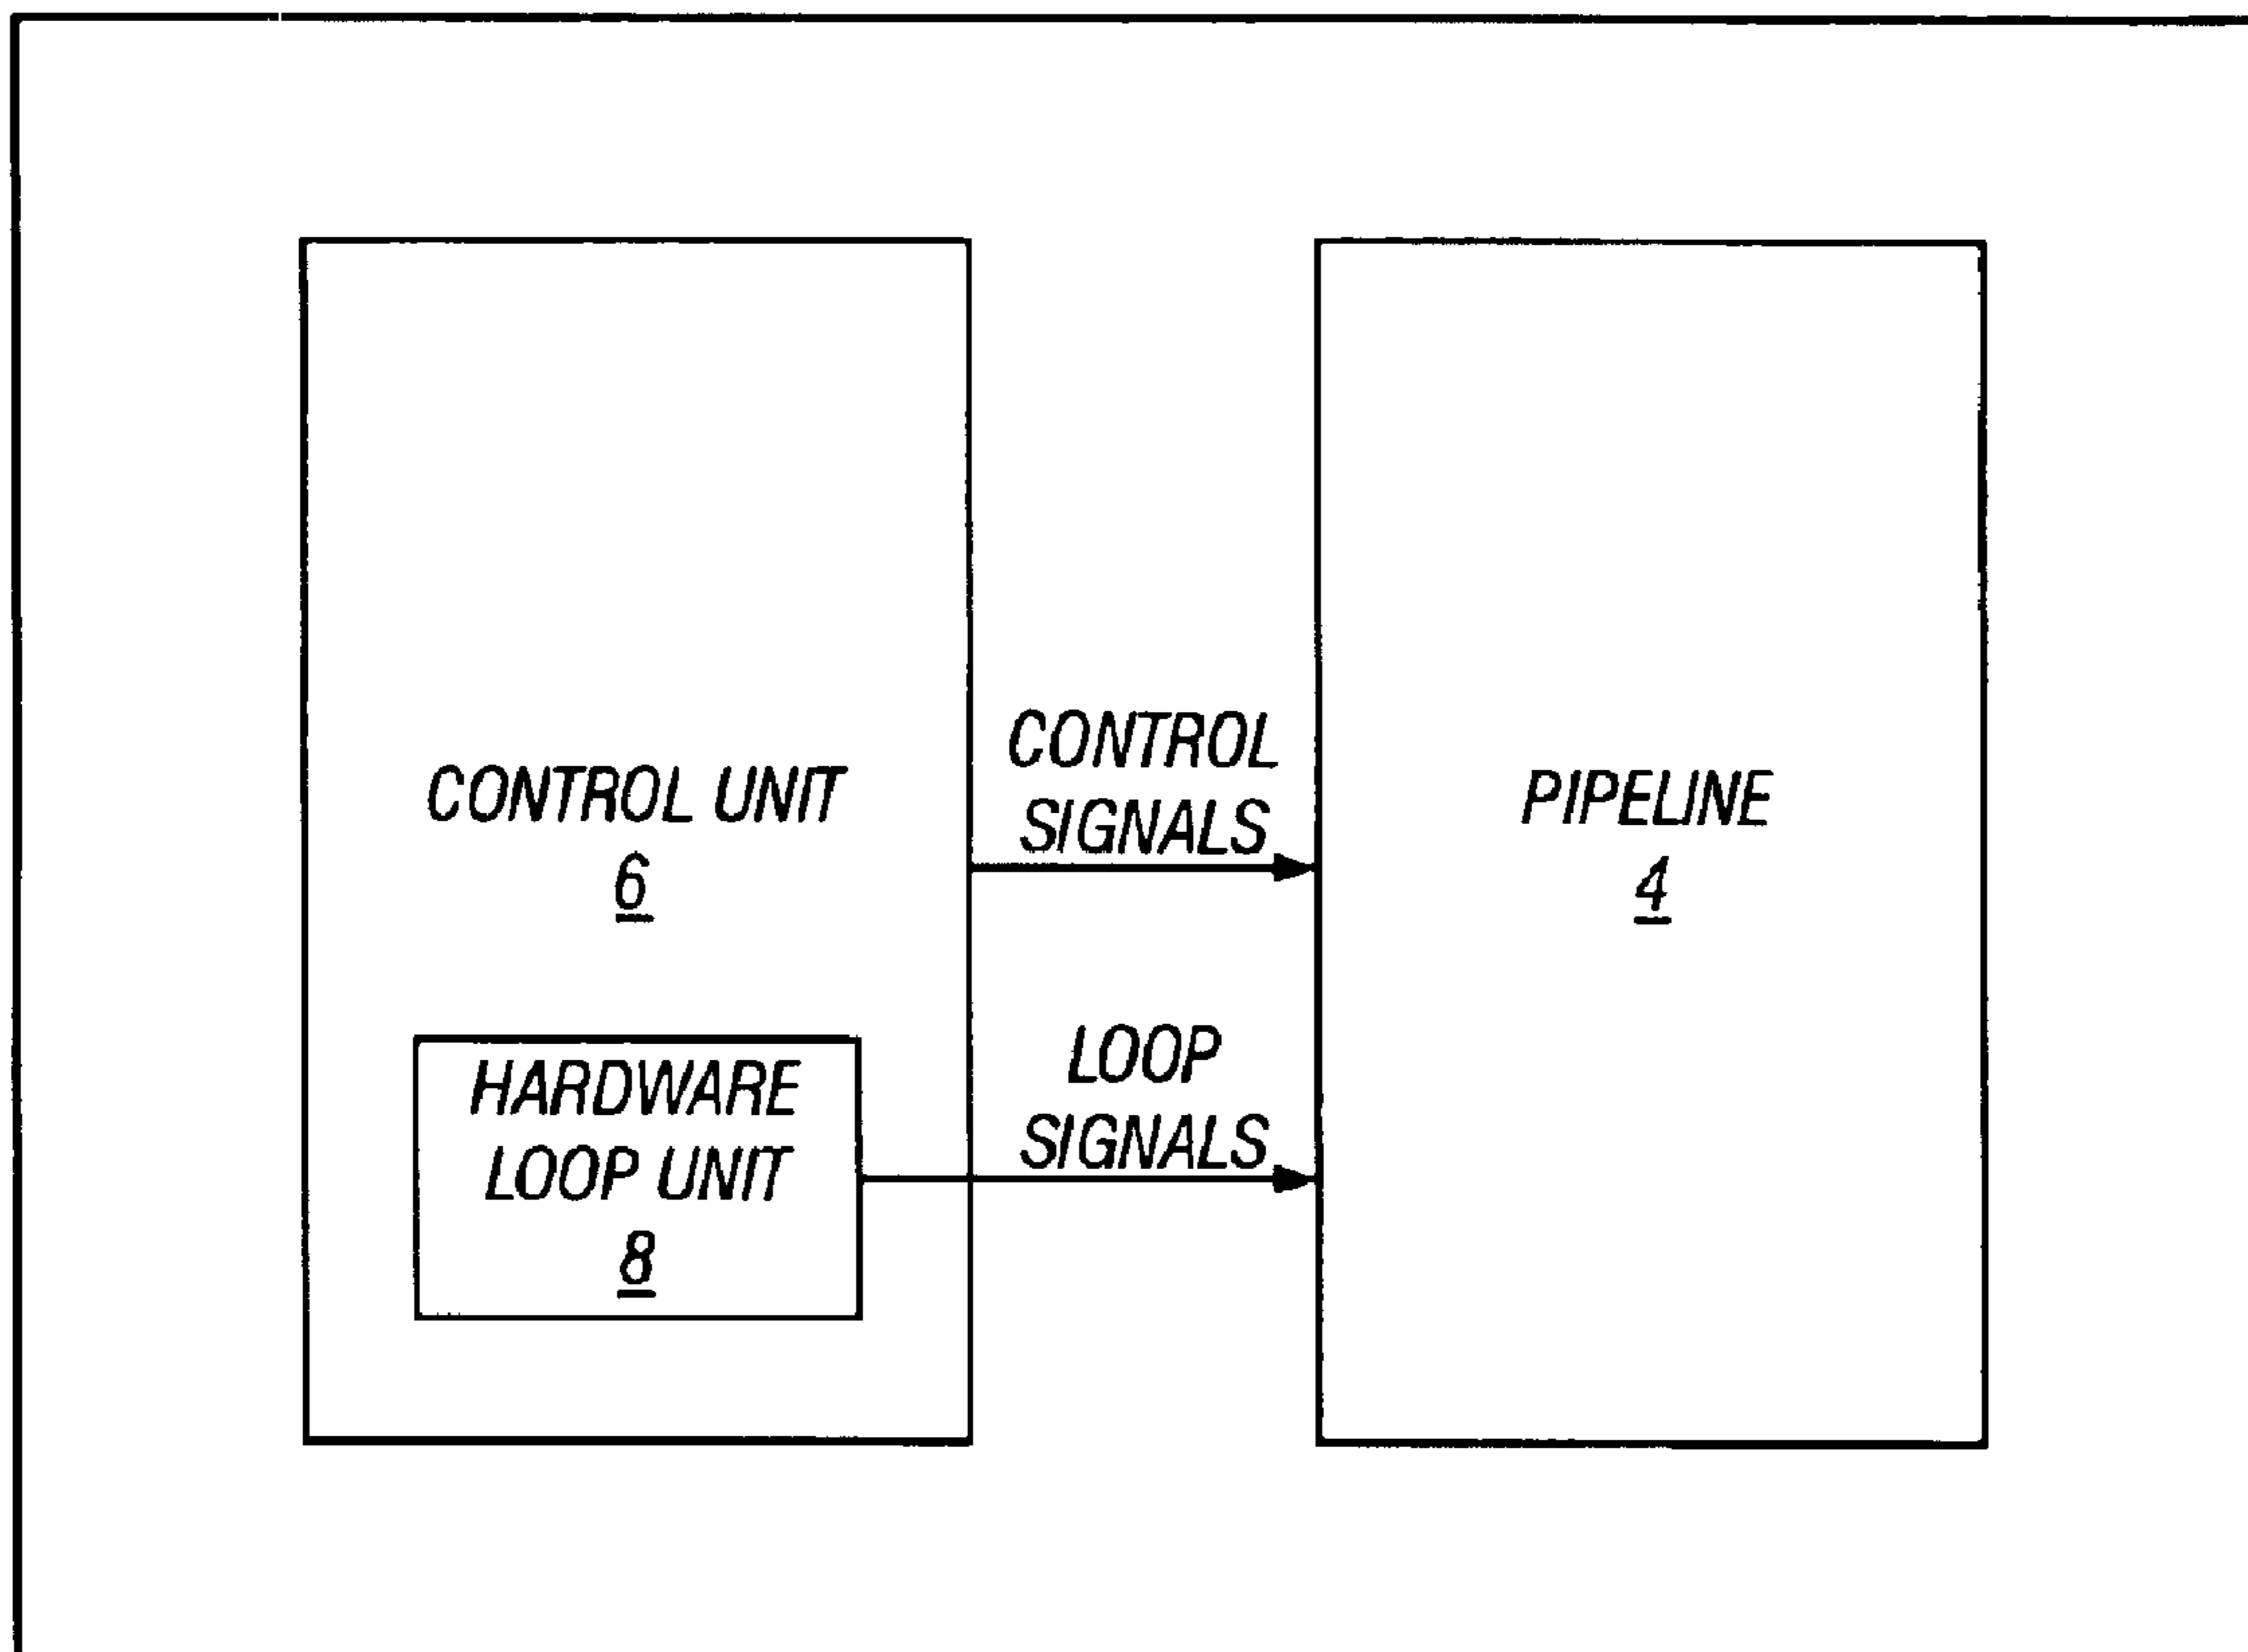 CONTROL UNIT
6
HARDWARE
LOOP UNIT
8
CONTROL
SIGNALS
LOOP
SIGNALS
PIPELINE
4